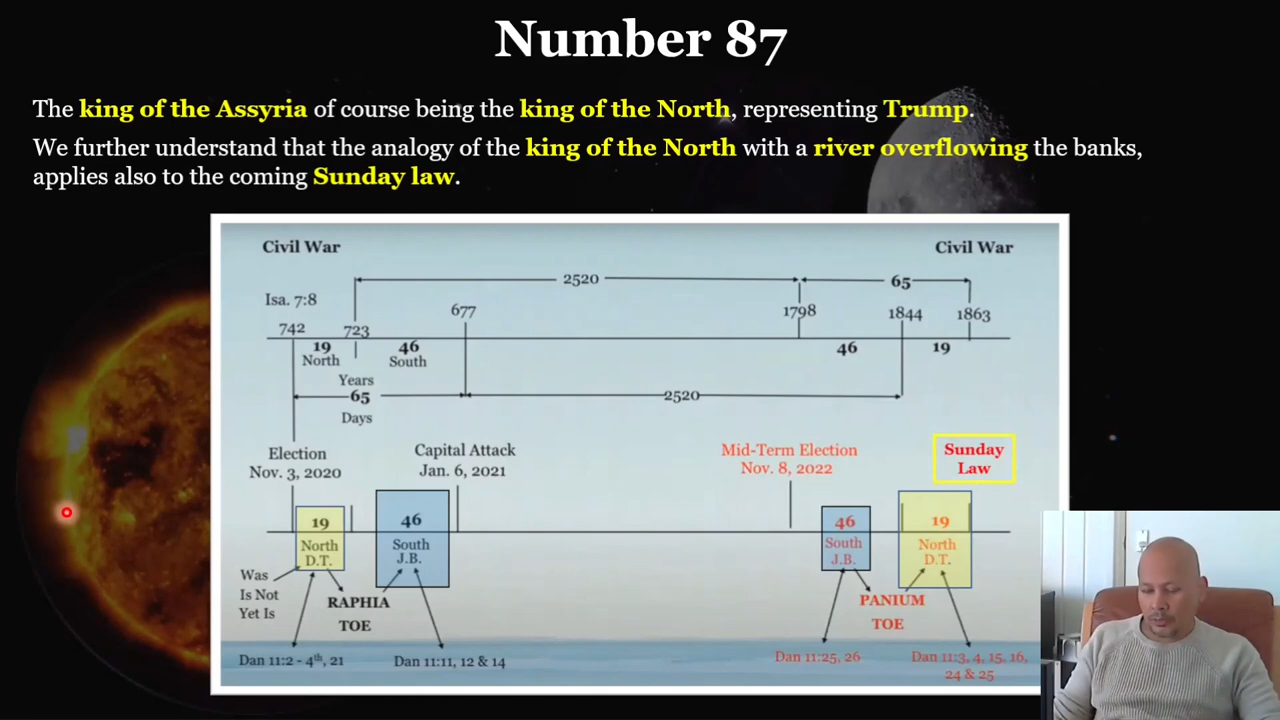 Number 87
The king of the Assyria of course being the king of the North, representing Trump.
We further understand that the analogy of the king of the North with a river overflowing the banks,
applies also to the coming Sunday law.
Civil War
Civil War
2520
65
Isa. 7:8
677
1798
1844
1863
742
723
19
46
46
19
North
South
Years
65
2520
Days
Election
Nov. 3, 2020
Capital Attack
Jan. 6, 2021
Mid-Term Election
Nov. 8, 2022
Sunday
Law
19
46
46
19
North
D.T.
South
J.B.
South
J.B.
North
D.T.
Was
Is Not
Yet Is
RAPHIA
TOE
PANIUM
TOE
Dan 11:2 - 4th, 21
Dan 11:11, 12 & 14
Dan 11:25, 26
Dan 11:3, 4, 15, 16,
24 & 25